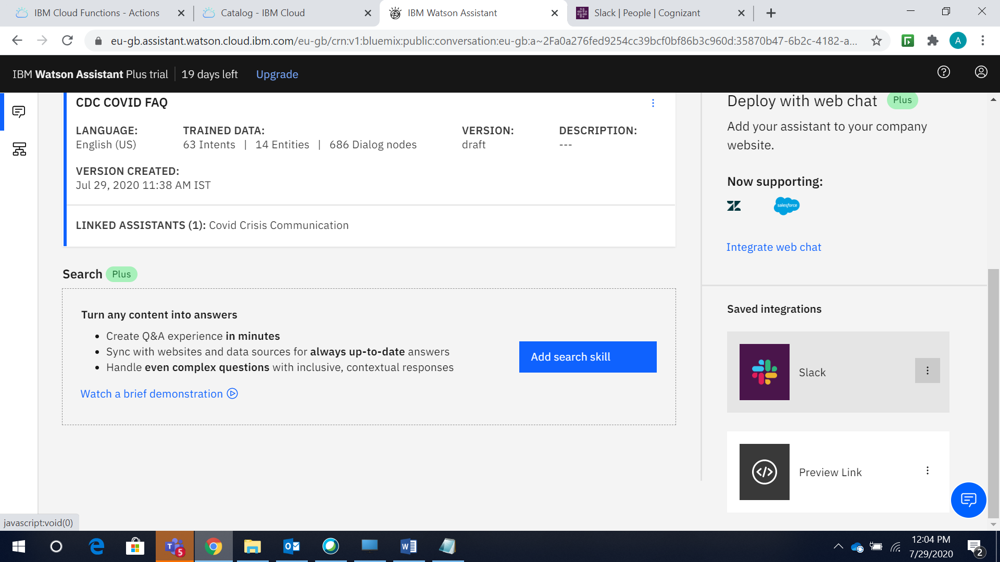 IBM Cloud Functions - Actions
Catalog - IBM Cloud
IBM Watson Assistant
Slack | People | Cognizant
eu-gb.assistant.watson.cloud.ibm.com/eu-gb/crn:v1:bluemix:public:conversation:eu-gb:a~2Fa0a276fed9254cc39bcf0bf86b3c960d:35870b47-6b2c-4182-a...
A
IBM Watson Assistant Plus trial
19 days left
Upgrade
CDC COVID FAQ
LANGUAGE:
English (US)
TRAINED DATA:
63 Intents | 14 Entities | 686 Dialog nodes
VERSION:
draft
DESCRIPTION:
---
VERSION CREATED:
Jul 29, 2020 11:38 AM IST
LINKED ASSISTANTS (1): Covid Crisis Communication
Search Plus
Turn any content into answers
• Create Q&A experience in minutes
• Sync with websites and data sources for always up-to-date answers
• Handle even complex questions with inclusive, contextual responses
Watch a brief demonstration
Add search skill
Deploy with web chat Plus
Add your assistant to your company
website.
Now supporting:
salesforce
Integrate web chat
Saved integrations
Slack
Preview Link
javascript:void(0)
T
5
12:04 PM
7/29/2020
2